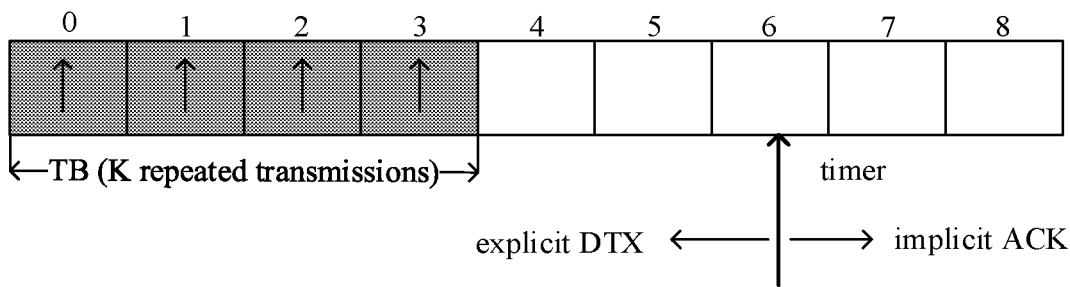 0 1 2 3 4 5 6 7 8
TB (K repeated transmissions)
timer
explicit DTX
implicit ACK